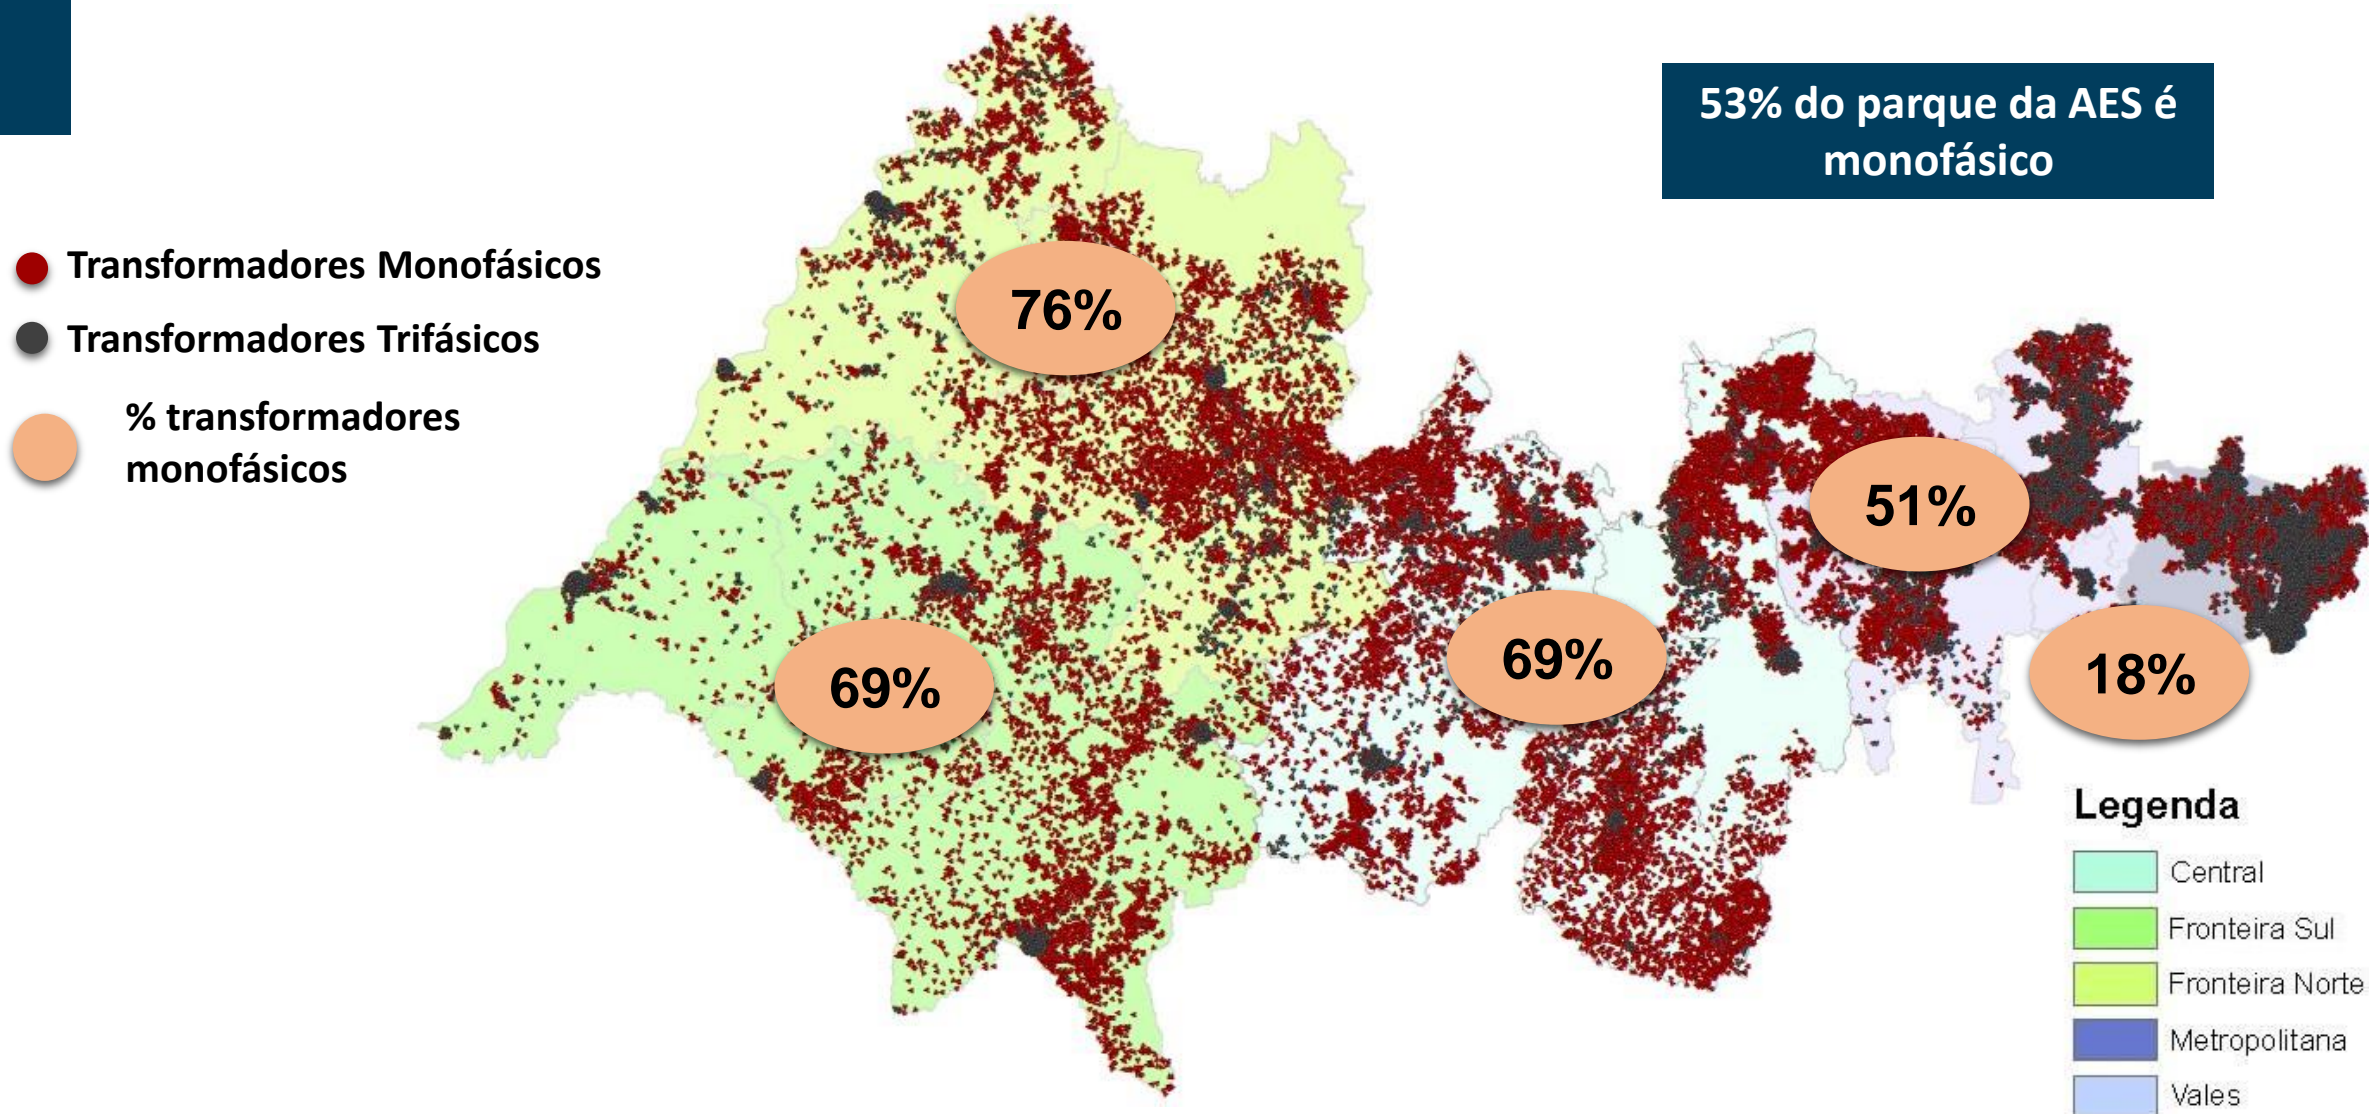 53% do parque da AES é
monofásico
Transformadores Monofásicos
Transformadores Trifásicos
% transformadores
monofásicos
76%
51%
69%
69%
18%
Legenda
Central
Fronteira Sul
Fronteira Norte
Metropolitana
Vales